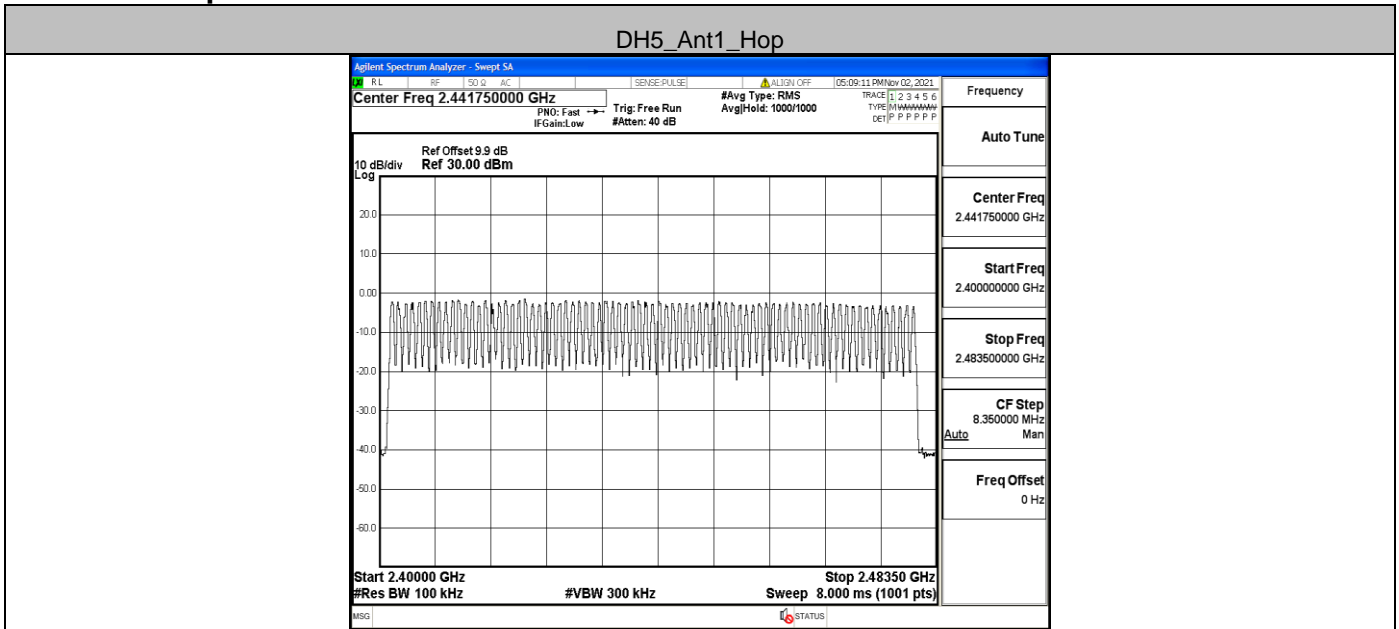 DH5_Ant1_Hop
Agilent Spectrum Analyzer - Swept SA
RL RF 50 Ω AC SENSE:PULSE ALIGN OFF 05:09:11 PM Nov 02, 2021
Center Freq 2.441750000 GHz
PNO: Fast
IFGain:Low
Trig: Free Run
#Atten: 40 dB
#Avg Type: RMS
Avg|Hold: 1000/1000
TRACE 1 2 3 4 5 6
TYPE M
DET P P P P P P
Ref Offset 9.9 dB
10 dB/div Ref 30.00 dBm
Log
20.0
10.0
0.00
-10.0
-20.0
-30.0
-40.0
-50.0
-60.0
Start 2.40000 GHz Stop 2.48350 GHz
#Res BW 100 kHz #VBW 300 kHz Sweep 8.000 ms (1001 pts)
MSG STATUS
Frequency
Auto Tune
Center Freq
2.441750000 GHz
Start Freq
2.400000000 GHz
Stop Freq
2.483500000 GHz
CF Step
8.350000 MHz
Auto Man
Freq Offset
0 Hz